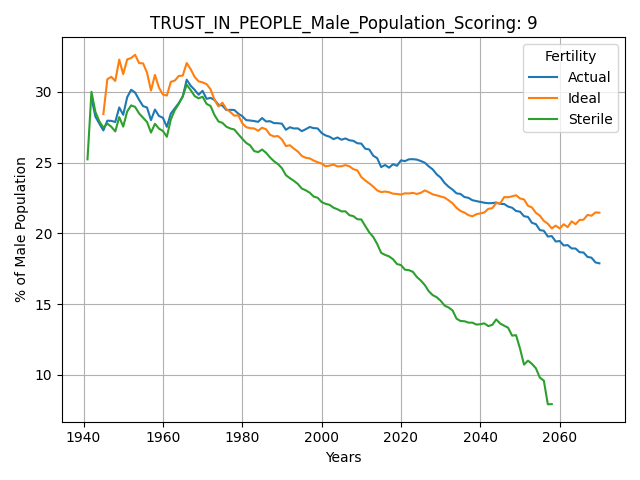 TRUST_IN_PEOPLE_Male_Population_Scoring: 9
Fertility
Actual
Ideal
Sterile
% of Male Population
30
25
20
15
10
1940 1960 1980 2000 2020 2040 2060
Years